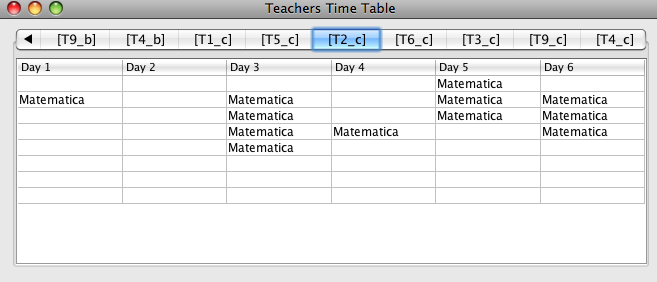 Teachers Time Table
[T9_b] [T4_b] [T1_c] [T5_c] [T2_c] [T6_c] [T3_c] [T9_c] [T4_c]
Day 1 Day 2 Day 3 Day 4 Day 5 Day 6
Matematica
Matematica Matematica Matematica Matematica
Matematica Matematica Matematica
Matematica Matematica Matematica
Matematica